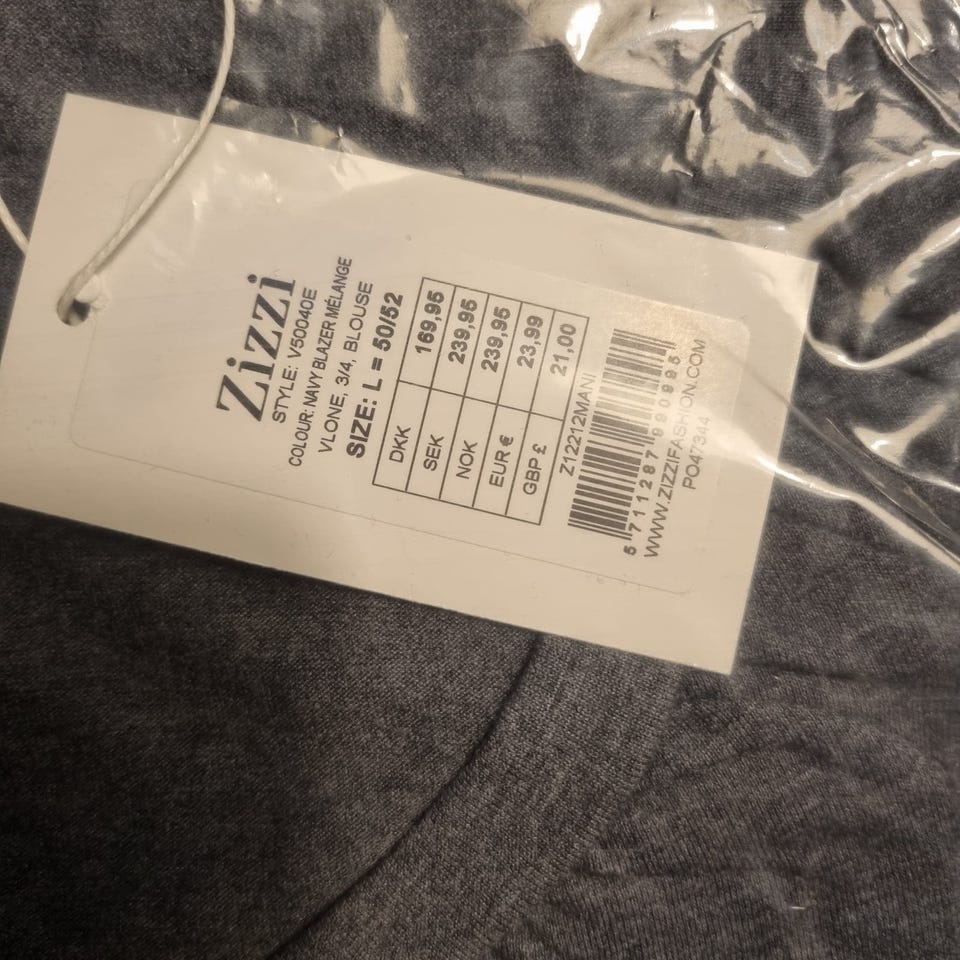 Zizzi
STYLE: V50040E
COLOUR: NAVY BLAZER MÉLANGE
VLONE, 3/4, BLOUSE
SIZE: L = 50/52
DKK 169,95
SEK 239,95
NOK 239,95
EUR € 23,99
GBP £ 21,00
Z12212MANI
5 711287 990995
WWW.ZIZZIFASHION.COM
PO47344